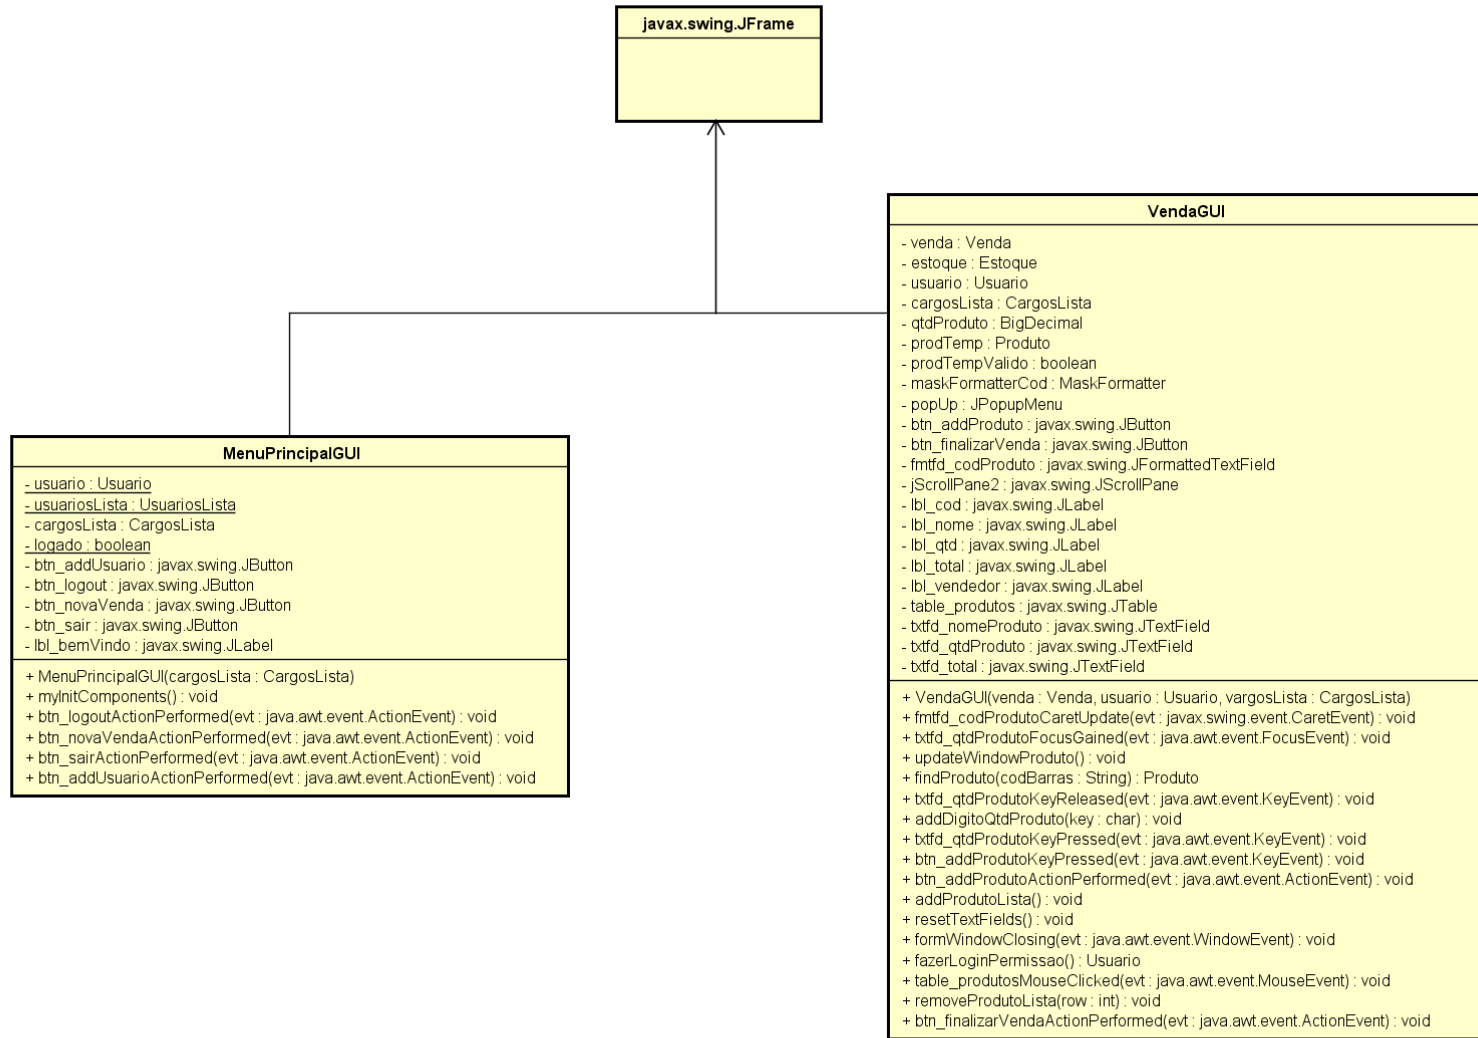 javax.swing.JFrame
VendaGUI
- venda : Venda
- estoque : Estoque
- usuario : Usuario
- cargosLista : CargosLista
- qtdProduto : BigDecimal
- prodTemp : Produto
- prodTempValido : boolean
- maskFormatterCod : MaskFormatter
- popUp : JPopupMenu
- btn_addProduto : javax.swing.JButton
- btn_finalizarVenda : javax.swing.JButton
- fmtfd_codProduto : javax.swing.JFormattedTextField
- jScrollPane2 : javax.swing.JScrollPane
- lbl_cod : javax.swing.JLabel
- lbl_nome : javax.swing.JLabel
- lbl_qtd : javax.swing.JLabel
- lbl_total : javax.swing.JLabel
- lbl_vendedor : javax.swing.JLabel
- table_produtos : javax.swing.JTable
- txtfd_nomeProduto : javax.swing.JTextField
- txtfd_qtdProduto : javax.swing.JTextField
- txtfd_total : javax.swing.JTextField
+ VendaGUI(venda : Venda, usuario : Usuario, vargosLista : CargosLista)
+ fmtfd_codProdutoCaretUpdate(evt : javax.swing.event.CaretEvent) : void
+ txtfd_qtdProdutoFocusGained(evt : java.awt.event.FocusEvent) : void
+ updateWindowProduto() : void
+ findProduto(codBarras : String) : Produto
+ txtfd_qtdProdutoKeyReleased(evt : java.awt.event.KeyEvent) : void
+ addDigitoQtdProduto(key : char) : void
+ txtfd_qtdProdutoKeyPressed(evt : java.awt.event.KeyEvent) : void
+ btn_addProdutoKeyPressed(evt : java.awt.event.KeyEvent) : void
+ btn_addProdutoActionPerformed(evt : java.awt.event.ActionEvent) : void
+ addProdutoLista() : void
+ resetTextFields() : void
+ formWindowClosing(evt : java.awt.event.WindowEvent) : void
+ fazerLoginPermissao() : Usuario
+ table_produtosMouseClicked(evt : java.awt.event.MouseEvent) : void
+ removeProdutoLista(row : int) : void
+ btn_finalizarVendaActionPerformed(evt : java.awt.event.ActionEvent) : void
MenuPrincipalGUI
- usuario : Usuario
- usuariosLista : UsuariosLista
- cargosLista : CargosLista
- logado : boolean
- btn_addUsuario : javax.swing.JButton
- btn_logout : javax.swing.JButton
- btn_novaVenda : javax.swing.JButton
- btn_sair : javax.swing.JButton
- lbl_bemVindo : javax.swing.JLabel
+ MenuPrincipalGUI(cargosLista : CargosLista)
+ myInitComponents() : void
+ btn_logoutActionPerformed(evt : java.awt.event.ActionEvent) : void
+ btn_novaVendaActionPerformed(evt : java.awt.event.ActionEvent) : void
+ btn_sairActionPerformed(evt : java.awt.event.ActionEvent) : void
+ btn_addUsuarioActionPerformed(evt : java.awt.event.ActionEvent) : void